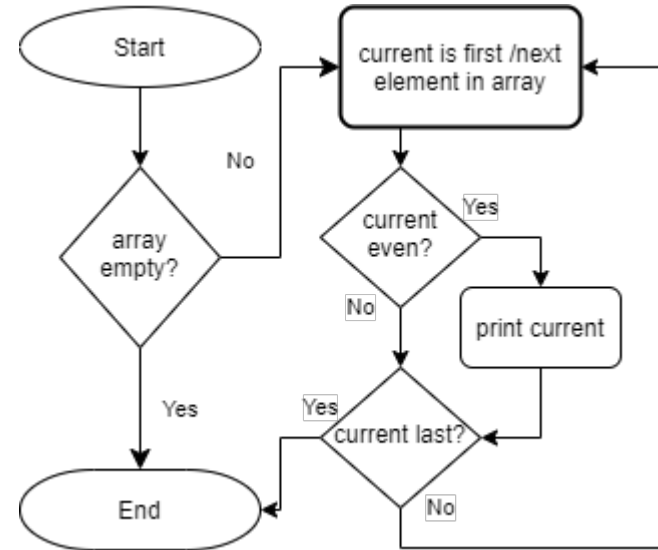 Start
No
array
empty?
Yes
End
current is first /next
element in array
current
even?
Yes
No
print current
current last?
Yes
No